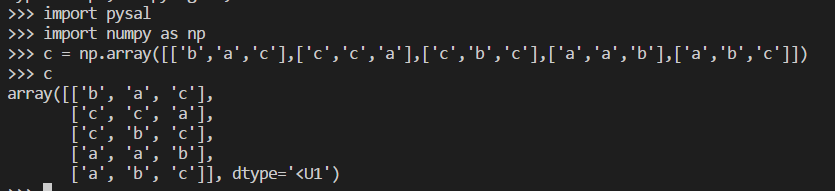 >>> import pysal
>>> import numpy as np
>>> c = np.array([['b','a','c'],['c','c','a'],['c','b','c'],['a','a','b'],['a','b','c']])
>>> c
array([['b', 'a', 'c'],
       ['c', 'c', 'a'],
       ['c', 'b', 'c'],
       ['a', 'a', 'b'],
       ['a', 'b', 'c']], dtype='<U1')